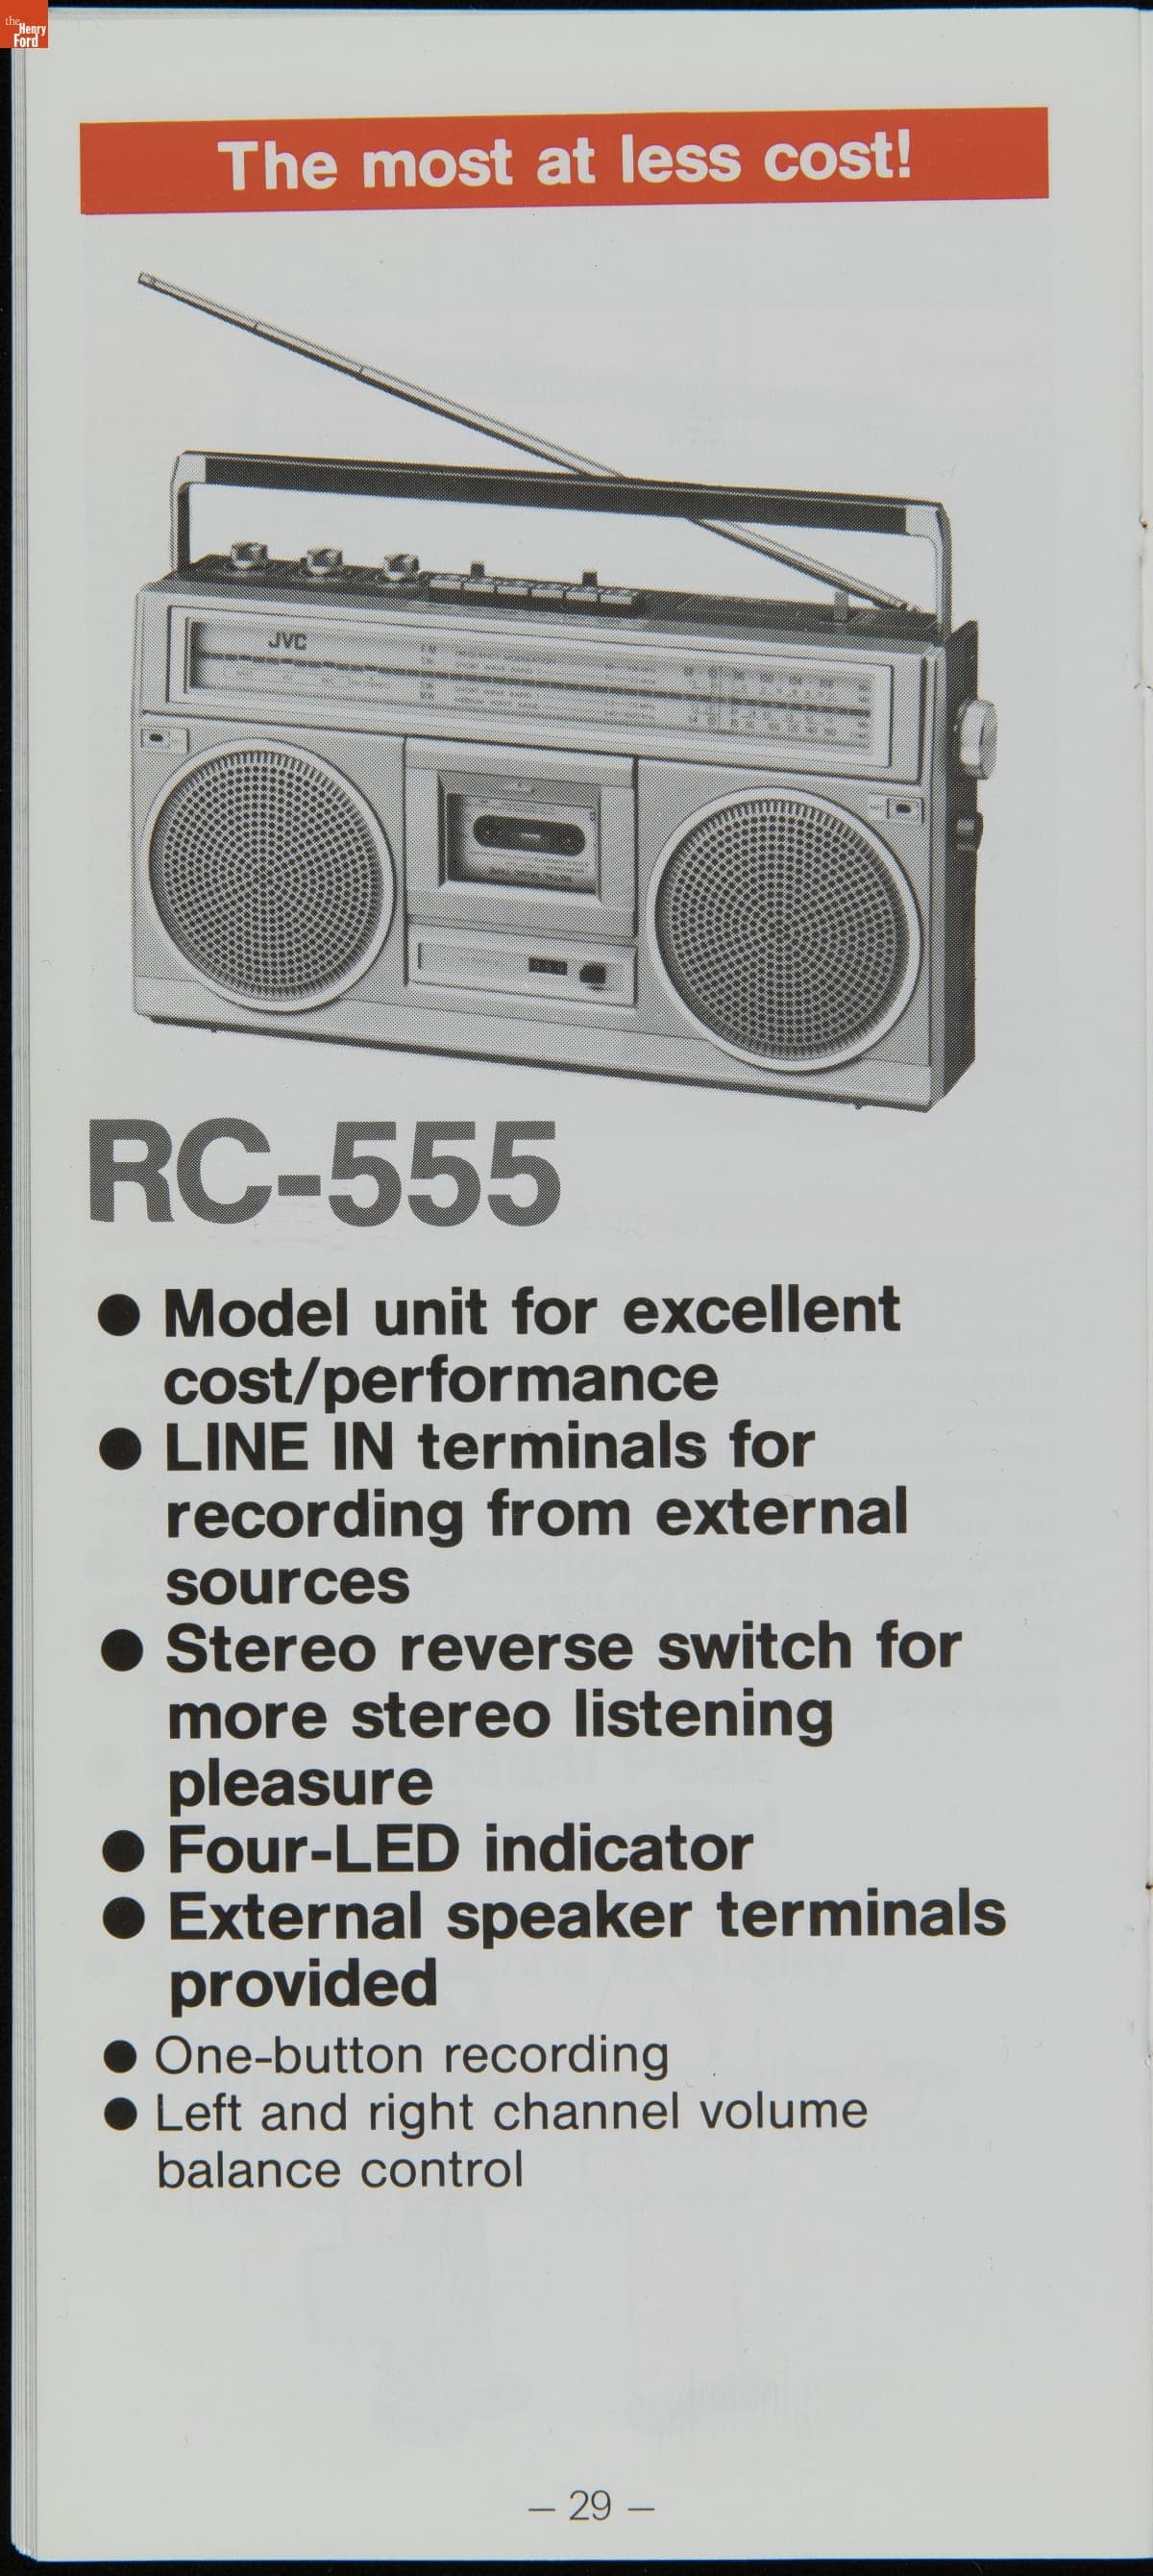 the
Henry
Ford
The most at less cost!
JVC
RC-555
● Model unit for excellent
cost/performance
● LINE IN terminals for
recording from external
sources
● Stereo reverse switch for
more stereo listening
pleasure
● Four-LED indicator
● External speaker terminals
provided
● One-button recording
● Left and right channel volume
balance control
– 29 –